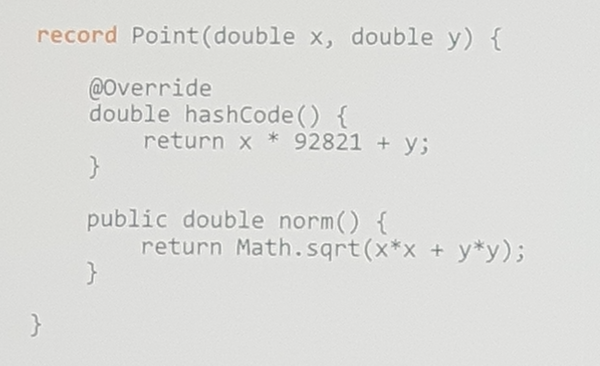 record Point(double x, double y) {
@Override
double hashCode() {
return x * 92821 + y;
}
public double norm() {
return Math.sqrt(x*x + y*y);
}
}